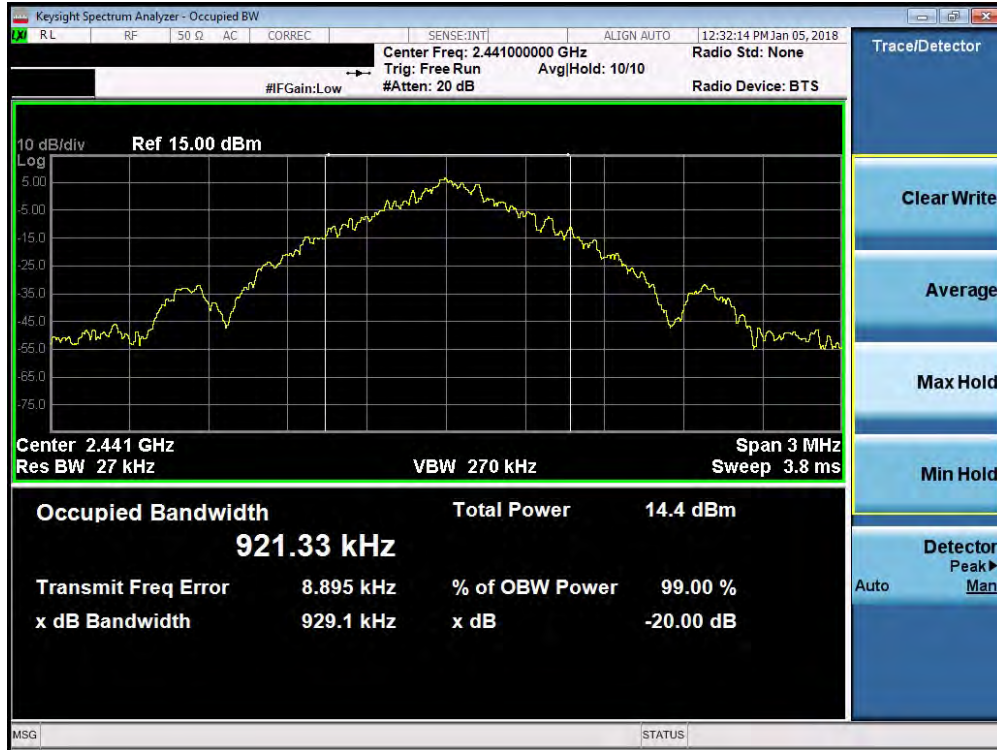 Keysight Spectrum Analyzer - Occupied BW
LXI RL RF 50 Ω AC CORREC SENSE:INT ALIGN AUTO 12:32:14 PM Jan 05, 2018
Center Freq: 2.441000000 GHz Radio Std: None
Trig: Free Run Avg|Hold: 10/10
#IFGain:Low #Atten: 20 dB Radio Device: BTS
Trace/Detector
10 dB/div Ref 15.00 dBm
Log
5.00
-5.00
-15.0
-25.0
-35.0
-45.0
-55.0
-65.0
-75.0
Center 2.441 GHz Span 3 MHz
Res BW 27 kHz VBW 270 kHz Sweep 3.8 ms
Occupied Bandwidth Total Power 14.4 dBm
921.33 kHz
Transmit Freq Error 8.895 kHz % of OBW Power 99.00 %
x dB Bandwidth 929.1 kHz x dB -20.00 dB
Clear Write
Average
Max Hold
Min Hold
Detector
Peak▶
Auto Man
MSG STATUS